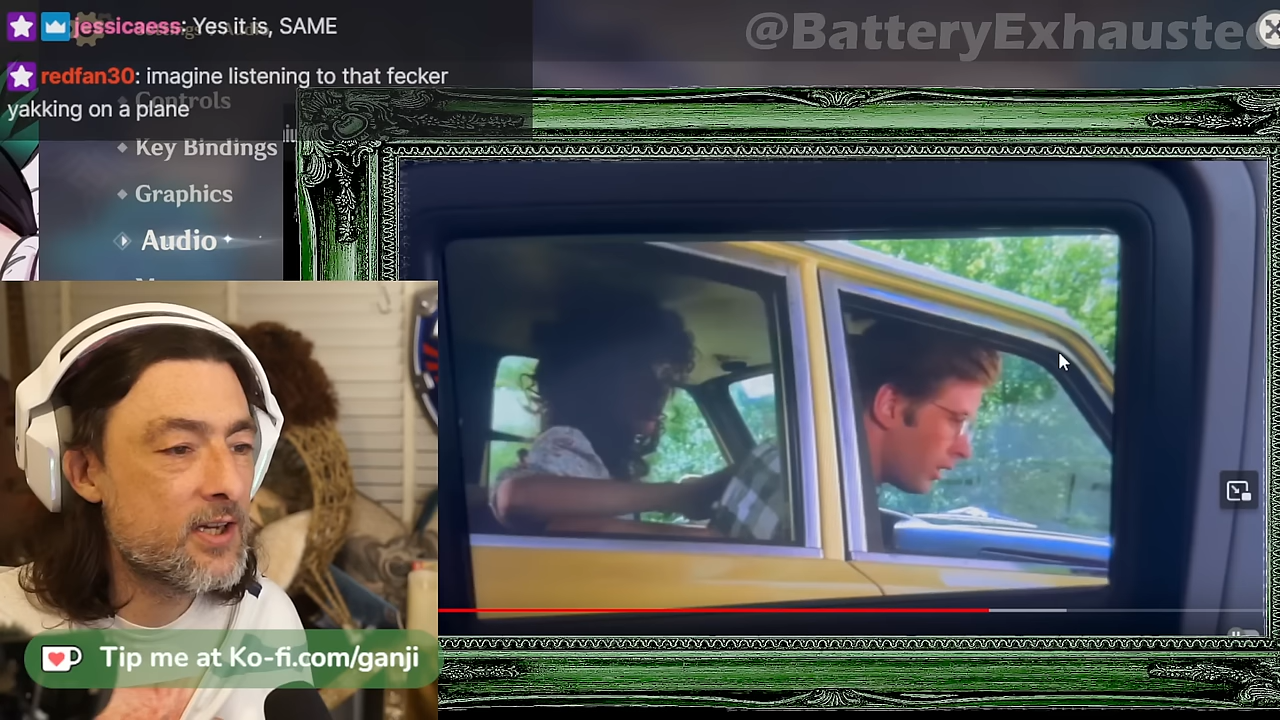 jessicaess: Yes it is, SAME
redfan30: imagine listening to that fecker
yakking on a plane
@BatteryExhausted
Controls
Key Bindings
Graphics
Audio
Tip me at Ko-fi.com/ganji